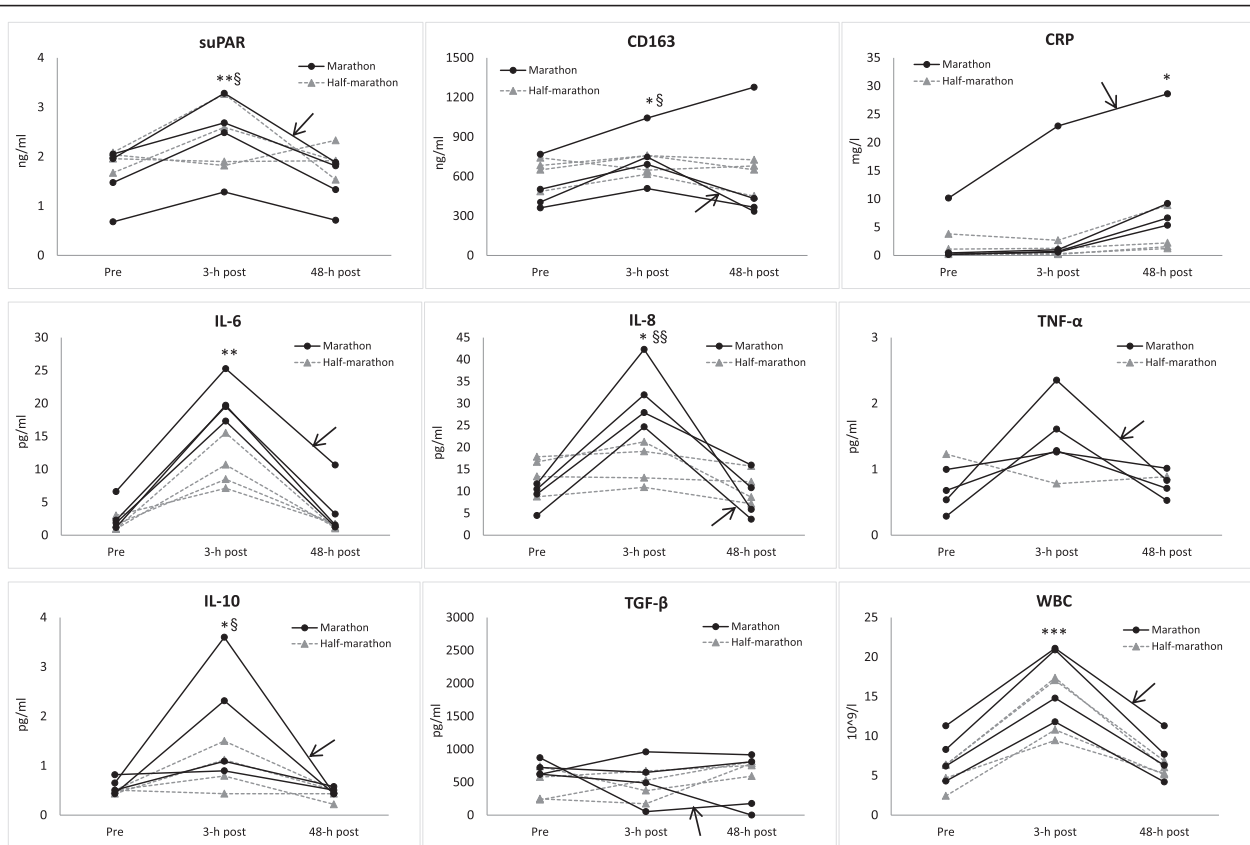 suPAR
4
3
2
1
0
ng/ml
**§
Marathon
Half-marathon
Pre
3-h post
48-h post
CD163
1500
1200
900
600
300
0
ng/ml
*§
Marathon
Half-marathon
Pre
3-h post
48-h post
CRP
35
30
25
20
15
10
5
0
mg/l
*
Marathon
Half-marathon
Pre
3-h post
48-h post
IL-6
30
25
20
15
10
5
0
pg/ml
**
Marathon
Half-marathon
Pre
3-h post
48-h post
IL-8
45
40
35
30
25
20
15
10
5
0
pg/ml
* §§
Marathon
Half-marathon
Pre
3-h post
48-h post
TNF-α
3
2
1
0
pg/ml
Marathon
Half-marathon
Pre
3-h post
48-h post
IL-10
4
3
2
1
0
pg/ml
*§
Marathon
Half-marathon
Pre
3-h post
48-h post
TGF-β
3000
2500
2000
1500
1000
500
0
pg/ml
Marathon
Half-marathon
Pre
3-h post
48-h post
WBC
25
20
15
10
5
0
10^9/l
***
Marathon
Half-marathon
Pre
3-h post
48-h post